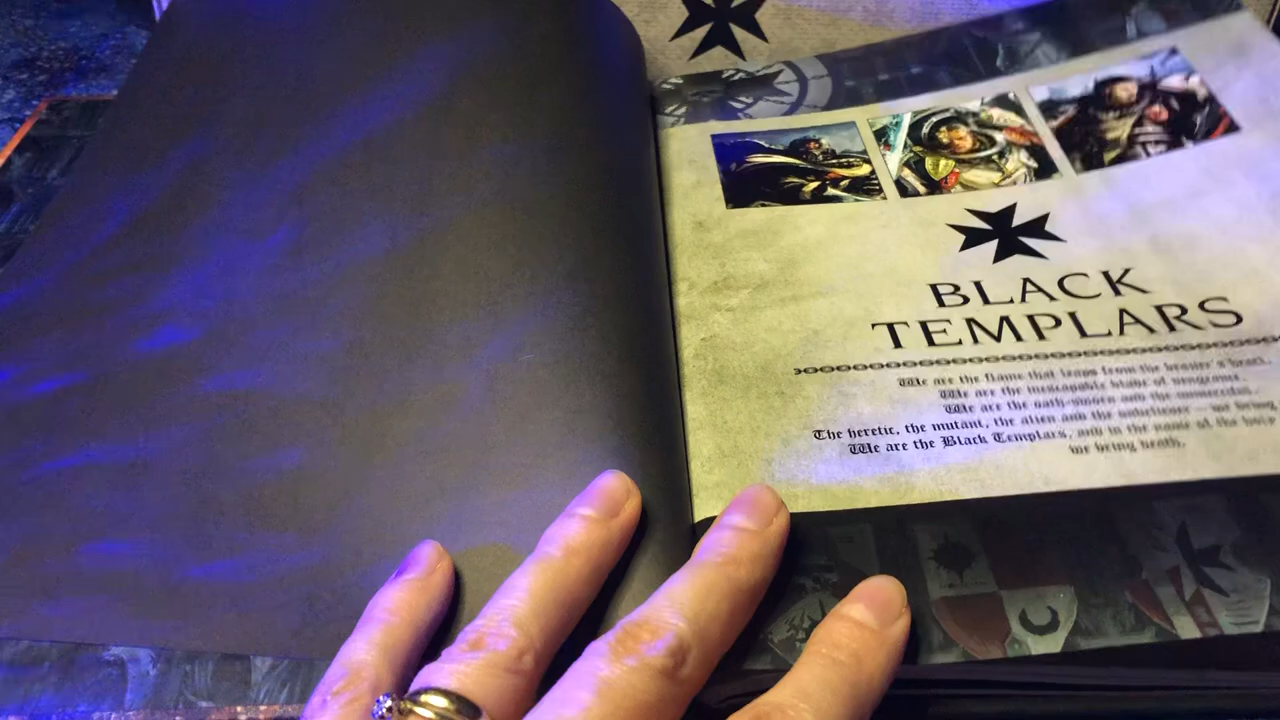 BLACK
TEMPLARS
We are the flame that leaps from the brazier's heart.
We are the inescapable blade of vengeance.
We are the oath-sworn and the
The heretic, the mutant, the alien and the unbeliever – we bring
We are the Black Templars, and in the name of the holy
we bring death.